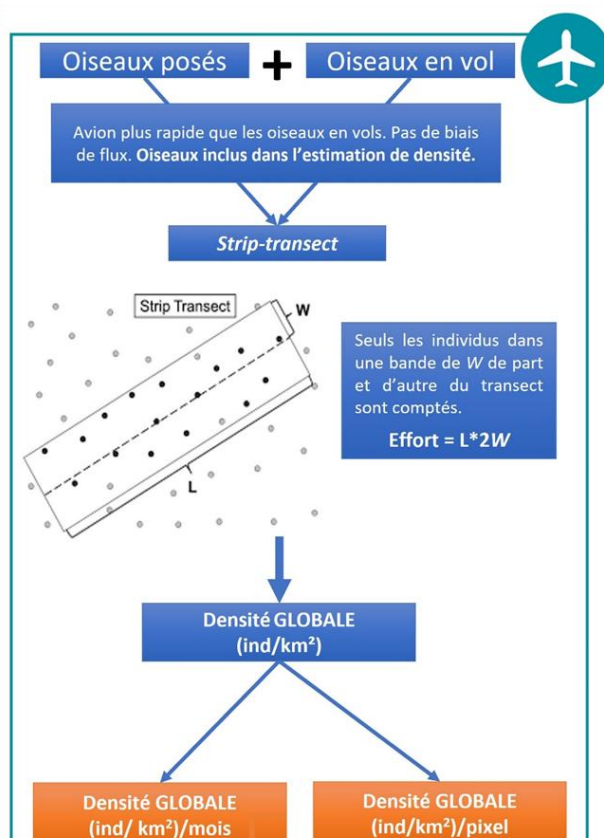 Oiseaux posés + Oiseaux en vol
Avion plus rapide que les oiseaux en vols. Pas de biais
de flux. Oiseaux inclus dans l'estimation de densité.
Strip-transect
Strip Transect
W
L
Seuls les individus dans
une bande de W de part
et d'autre du transect
sont comptés.
Effort = L*2W
Densité GLOBALE
(ind/km²)
Densité GLOBALE
(ind/ km²)/mois
Densité GLOBALE
(ind/km²)/pixel